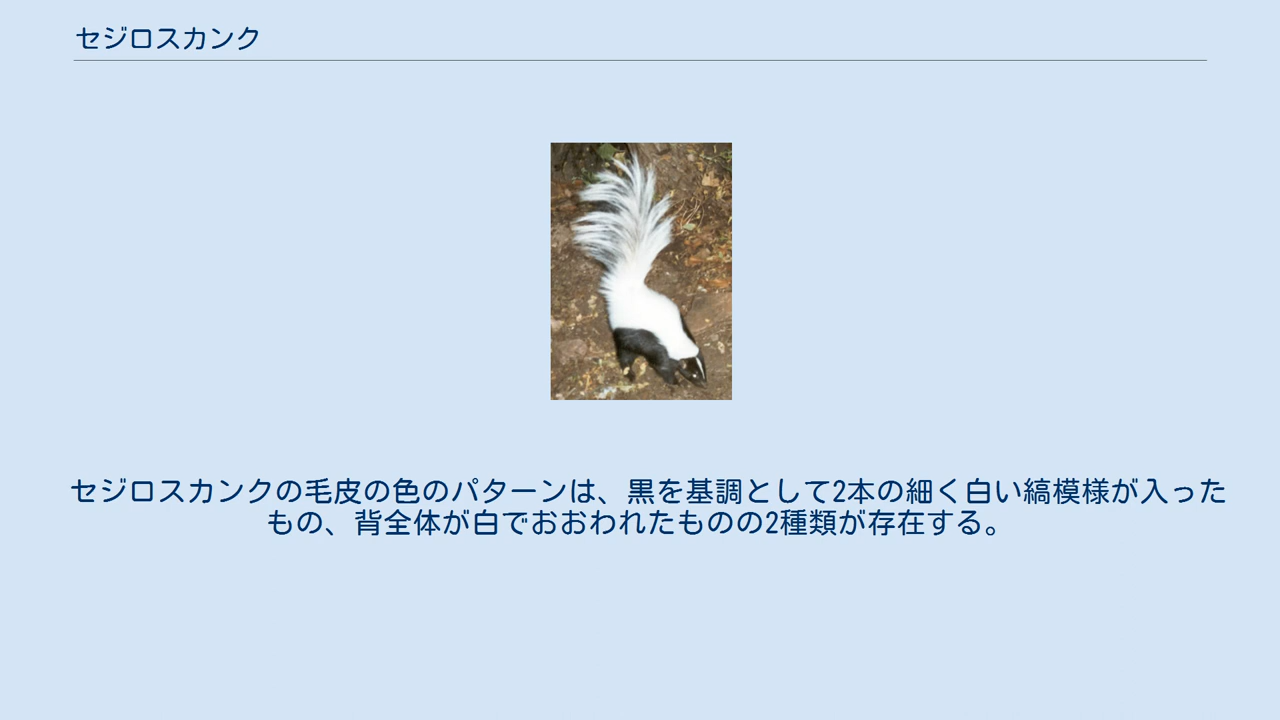 セジロスカンク
セジロスカンクの毛皮の色のパターンは、黒を基調として2本の細く白い縞模様が入った
もの、背全体が白でおおわれたものの2種類が存在する。